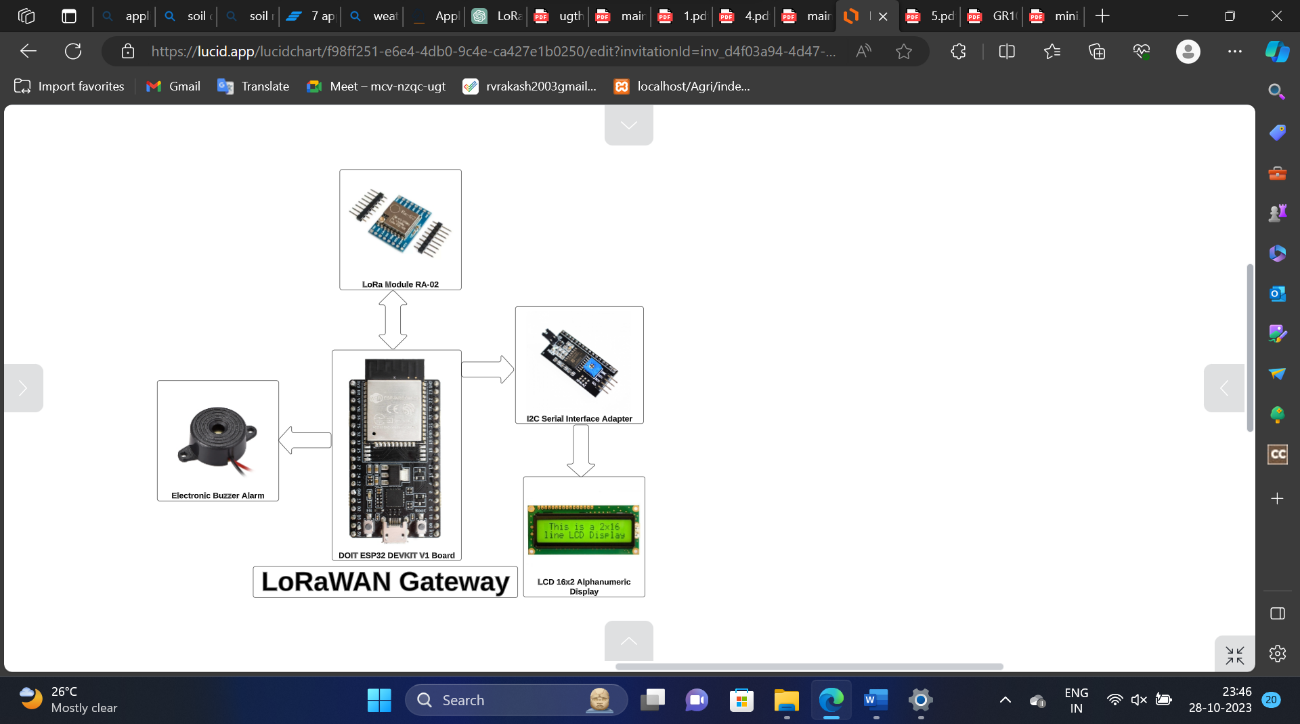 appl
soil
soil
7 ap
weat
Appl
LoRa
ugth
main
1.pd
4.pd
main
5.pd
GR1
mini
https://lucid.app/lucidchart/f98ff251-e6e4-4db0-9c4e-ca427e1b0250/edit?invitationId=inv_d4f03a94-4d47-...
Import favorites
Gmail
Translate
Meet – mcv-nzqc-ugt
rvrakash2003gmail...
localhost/Agri/inde...
LoRa Module RA-02
I2C Serial Interface Adapter
Electronic Buzzer Alarm
This is a 2x16
line LCD Display
DOIT ESP32 DEVKIT V1 Board
LCD 16x2 Alphanumeric
Display
LoRaWAN Gateway
CC
26°C
Mostly clear
Search
ENG
IN
23:46
28-10-2023
20